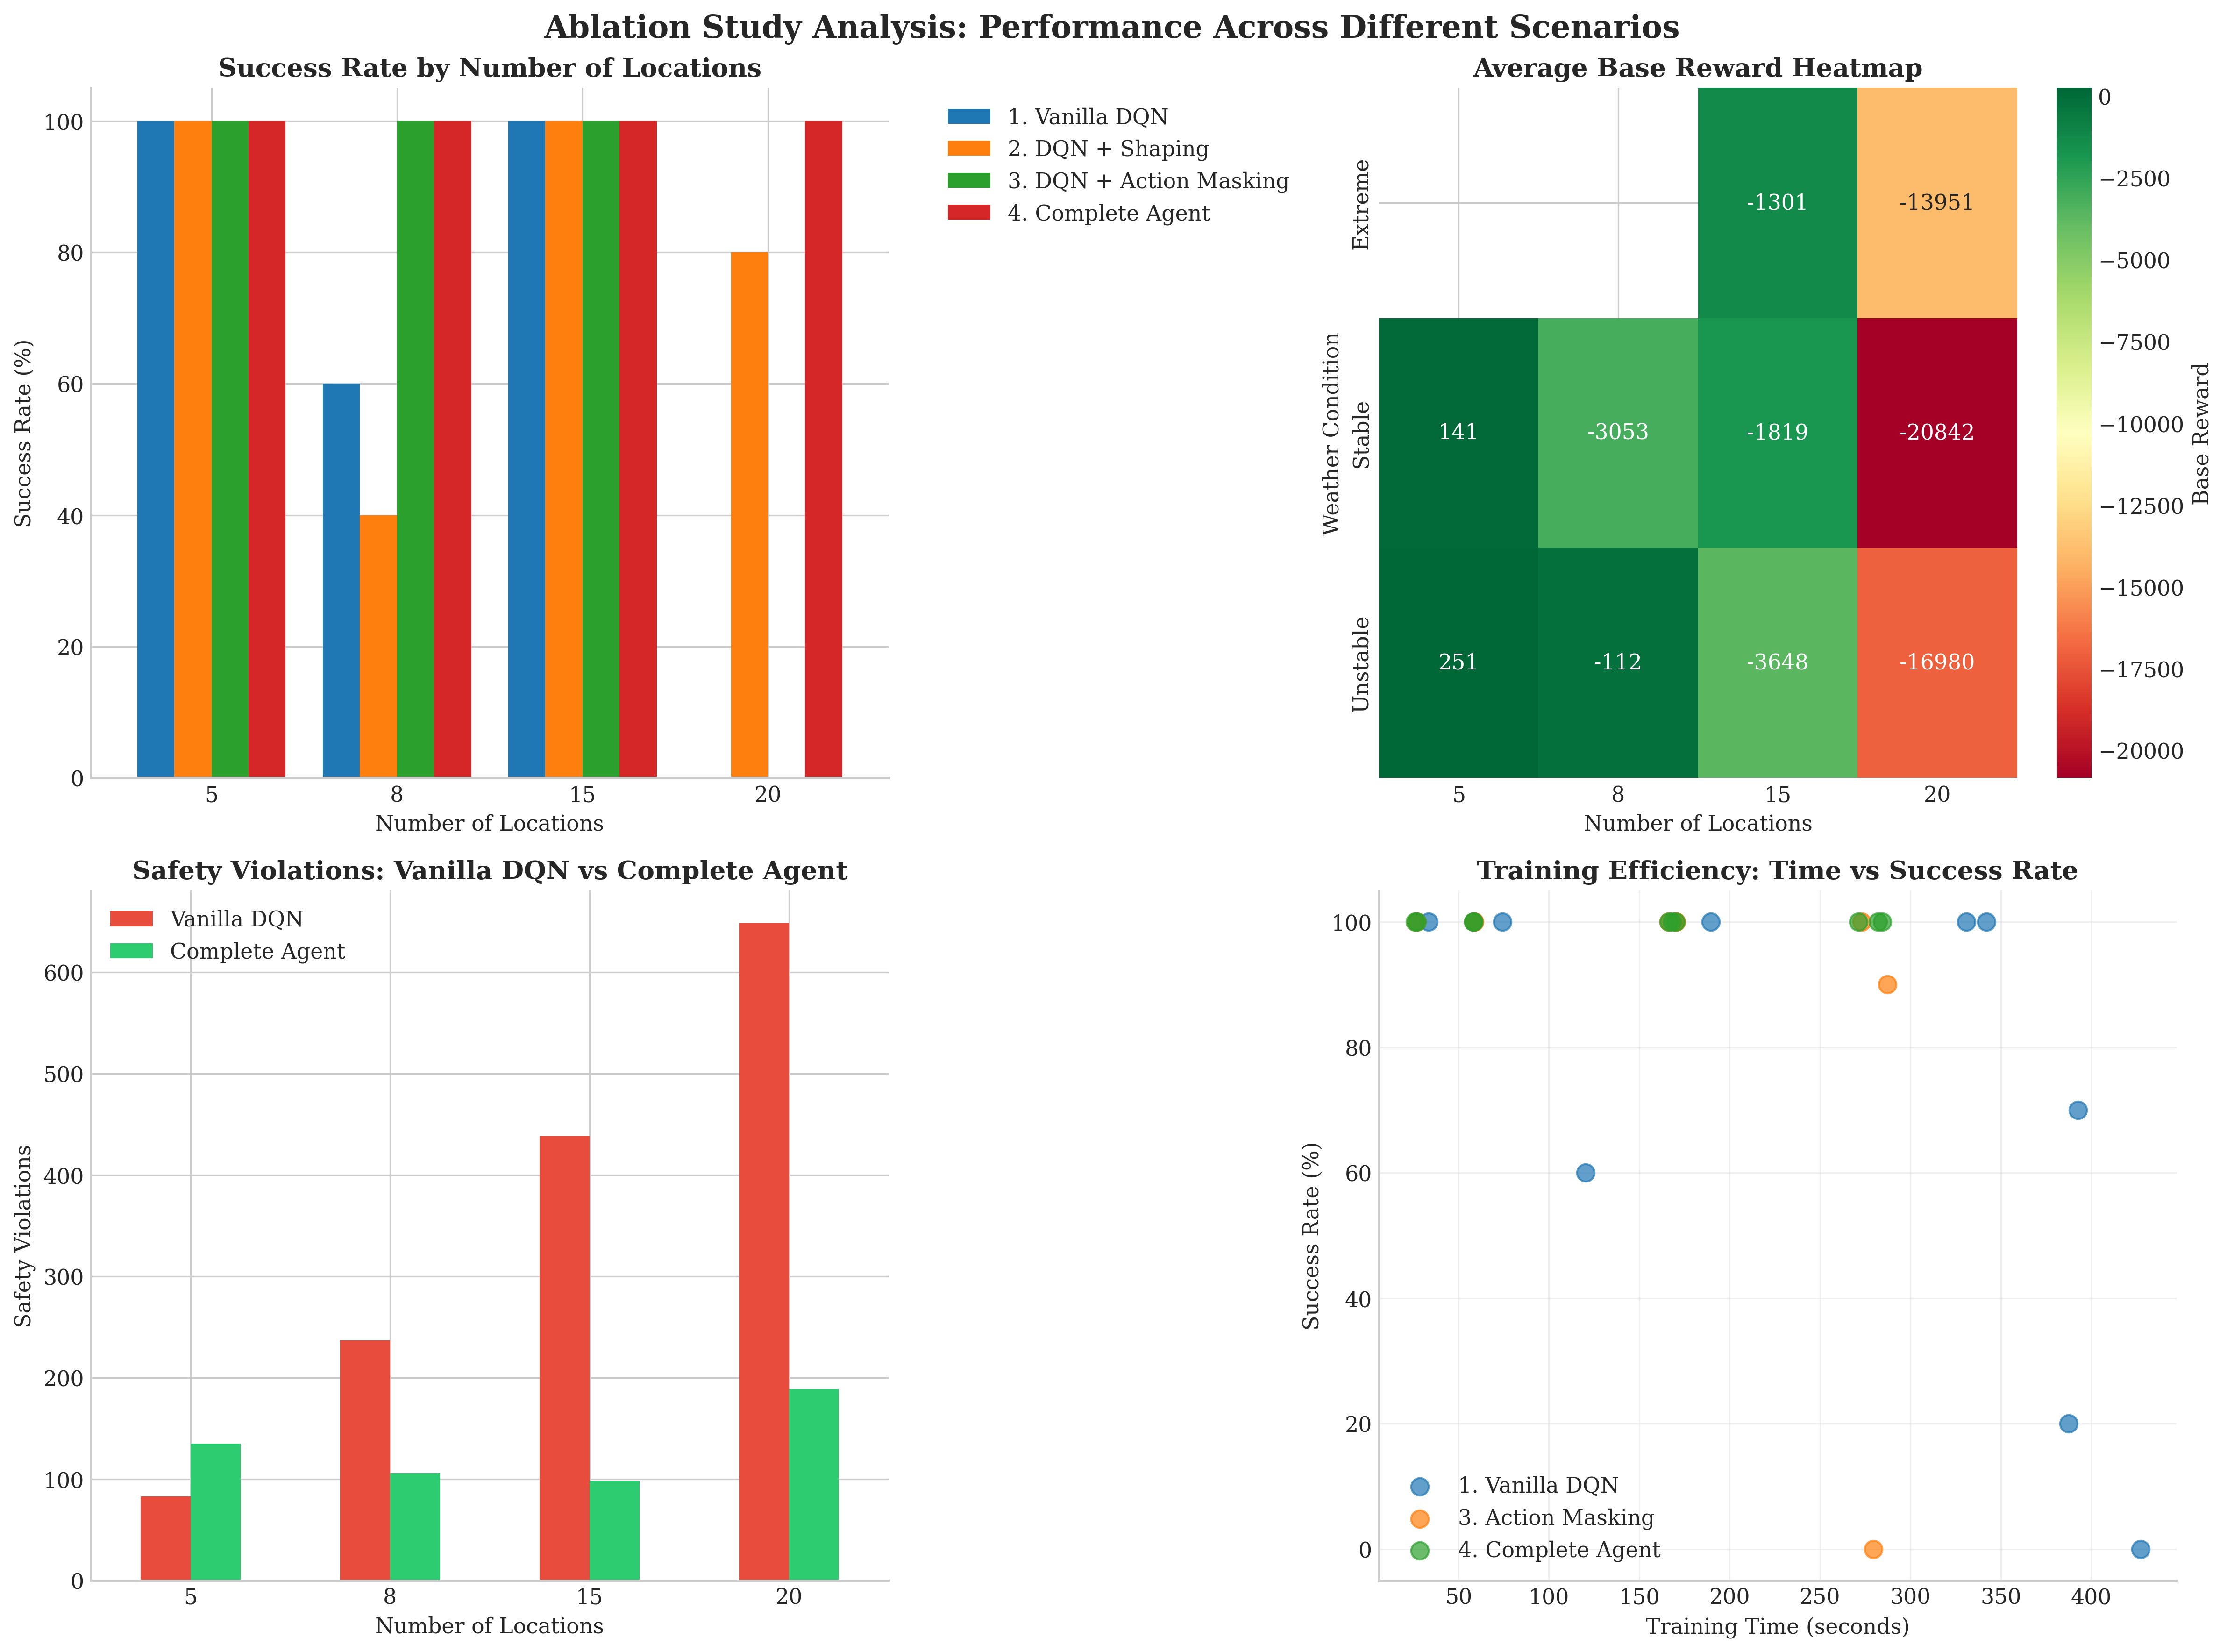 Ablation Study Analysis: Performance Across Different Scenarios
Success Rate by Number of Locations
Success Rate (%)
100
80
60
40
20
0
5 8 15 20
Number of Locations
1. Vanilla DQN
2. DQN + Shaping
3. DQN + Action Masking
4. Complete Agent
Average Base Reward Heatmap
Weather Condition
Extreme
Stable
Unstable
-1301 -13951
141 -3053 -1819 -20842
251 -112 -3648 -16980
5 8 15 20
Number of Locations
0
−2500
−5000
−7500
−10000
−12500
−15000
−17500
−20000
Base Reward
Safety Violations: Vanilla DQN vs Complete Agent
Vanilla DQN
Complete Agent
Safety Violations
600
500
400
300
200
100
0
5 8 15 20
Number of Locations
Training Efficiency: Time vs Success Rate
Success Rate (%)
100
80
60
40
20
0
1. Vanilla DQN
3. Action Masking
4. Complete Agent
50 100 150 200 250 300 350 400
Training Time (seconds)